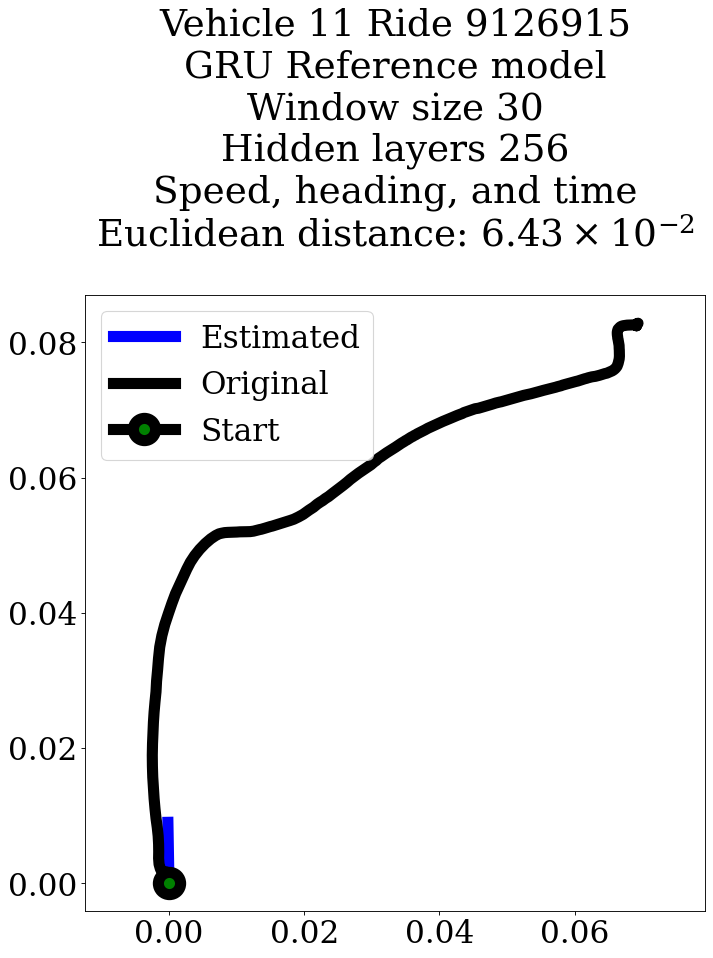 Vehicle 11 Ride 9126915
GRU Reference model
Window size 30
Hidden layers 256
Speed, heading, and time
Euclidean distance: 6.43 × 10⁻²
Estimated
Original
Start
0.08
0.06
0.04
0.02
0.00
0.00 0.02 0.04 0.06